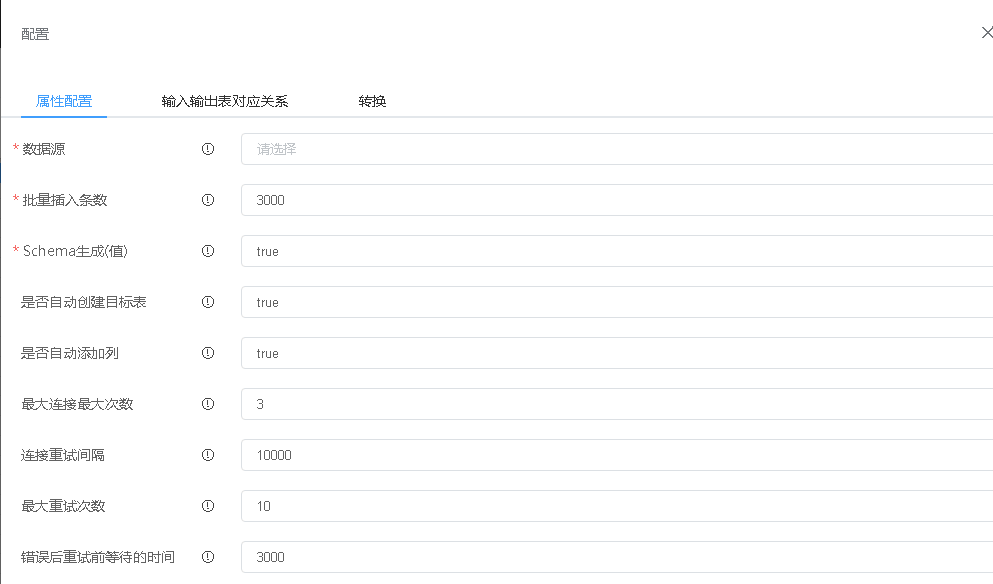 配置
属性配置 输入输出表对应关系 转换
* 数据源 请选择
* 批量插入条数 3000
* Schema生成(值) true
是否自动创建目标表 true
是否自动添加列 true
最大连接最大次数 3
连接重试间隔 10000
最大重试次数 10
错误后重试前等待的时间 3000